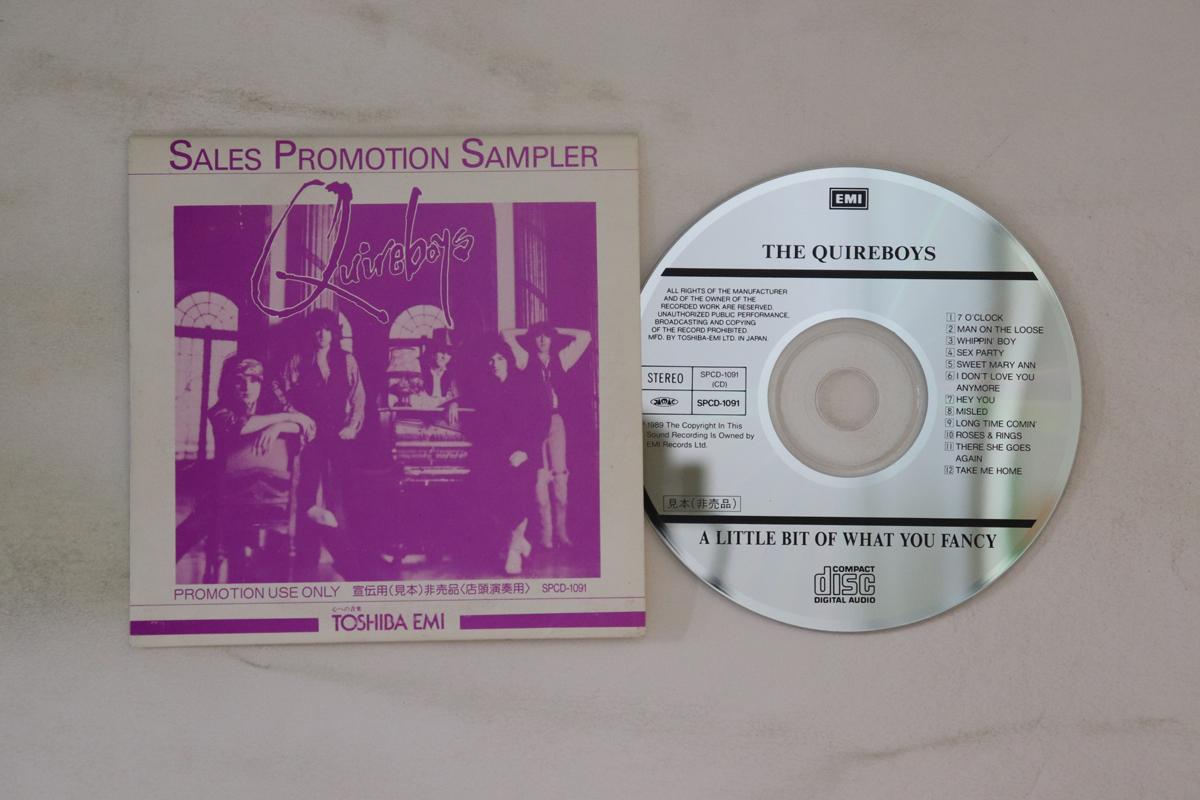 SALES PROMOTION SAMPLER
Quireboys
PROMOTION USE ONLY 宣伝用(見本)非売品〈店頭演奏用〉 SPCD-1091
心への音楽
TOSHIBA EMI
EMI
THE QUIREBOYS
ALL RIGHTS OF THE MANUFACTURER
AND OF THE OWNER OF THE
RECORDED WORK ARE RESERVED.
UNAUTHORIZED PUBLIC PERFORMANCE,
BROADCASTING AND COPYING
OF THE RECORD PROHIBITED.
MFD. BY TOSHIBA-EMI LTD. IN JAPAN.
STEREO
SPCD-1091
(CD)
SPCD-1091
1989 The Copyright In This
Sound Recording Is Owned by
EMI Records Ltd.
見本(非売品)
1 7 O'CLOCK
2 MAN ON THE LOOSE
3 WHIPPIN' BOY
4 SEX PARTY
5 SWEET MARY ANN
6 I DON'T LOVE YOU
ANYMORE
7 HEY YOU
8 MISLED
9 LONG TIME COMIN'
10 ROSES & RINGS
11 THERE SHE GOES
AGAIN
12 TAKE ME HOME
A LITTLE BIT OF WHAT YOU FANCY
COMPACT
disc
DIGITAL AUDIO